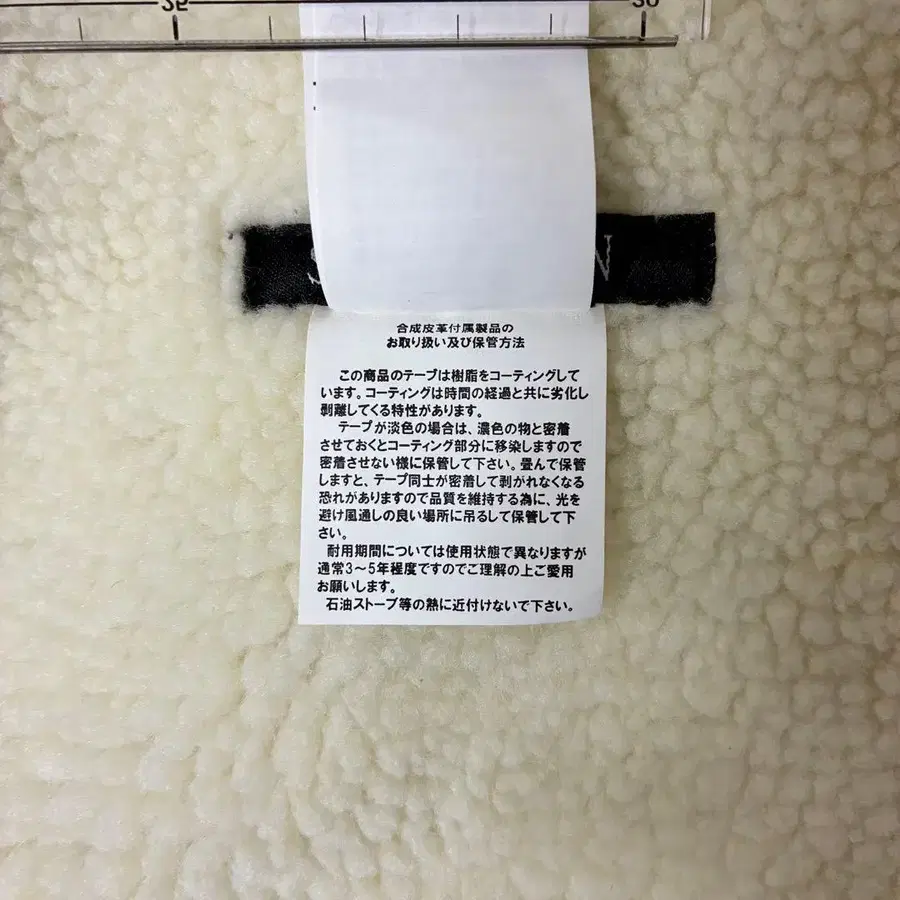 合成皮革付属製品の
お取り扱い及び保管方法
この商品のテープは樹脂をコーティングして
います。コーティングは時間の経過と共に劣化し
剥離してくる特性があります。
テープが淡色の場合は、濃色の物と密着
させておくとコーティング部分に移染しますので
密着させない様に保管して下さい。畳んで保管
しますと、テープ同士が密着して剥がれなくなる
恐れがありますので品質を維持する為に、光を
避け風通しの良い場所に吊るして保管して下
さい。
耐用期間については使用状態で異なりますが
通常3～5年程度ですのでご理解の上ご愛用
お願いします。
石油ストーブ等の熱に近付けないで下さい。